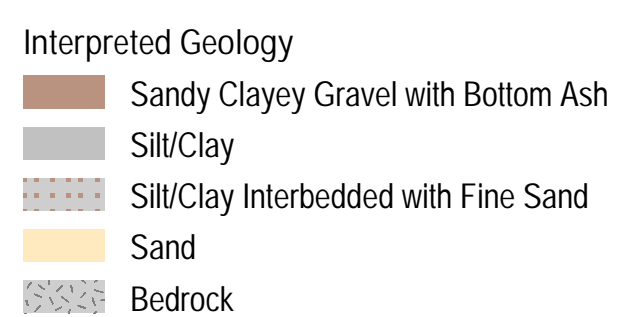 Interpreted Geology
Sandy Clayey Gravel with Bottom Ash
Silt/Clay
Silt/Clay Interbedded with Fine Sand
Sand
Bedrock